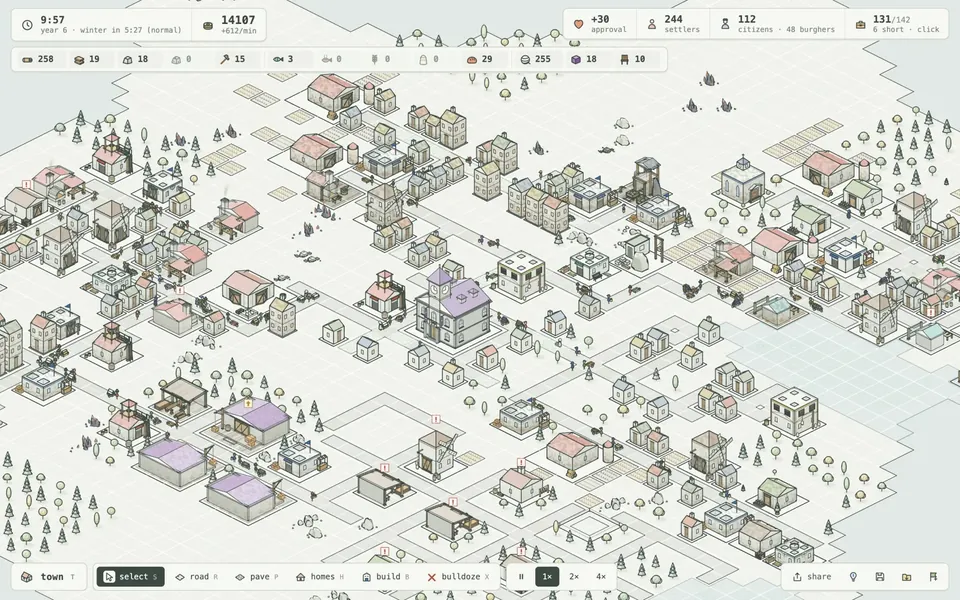 9:57
year 6 · winter in 5:27 (normal)
14107
+612/min
+30
approval
244
settlers
112
citizens · 48 burghers
131/142
6 short · click
258
19
18
0
15
3
0
0
0
29
255
18
10
town T
select S
road R
pave P
homes H
build B
bulldoze X
1×
2×
4×
share